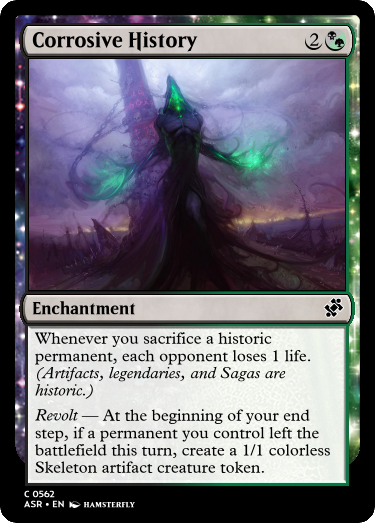 Corrosive History 2
Enchantment
Whenever you sacrifice a historic
permanent, each opponent loses 1 life.
(Artifacts, legendaries, and Sagas are
historic.)
Revolt — At the beginning of your end
step, if a permanent you control left the
battlefield this turn, create a 1/1 colorless
Skeleton artifact creature token.
C 0562
ASR • EN HAMSTERFLY